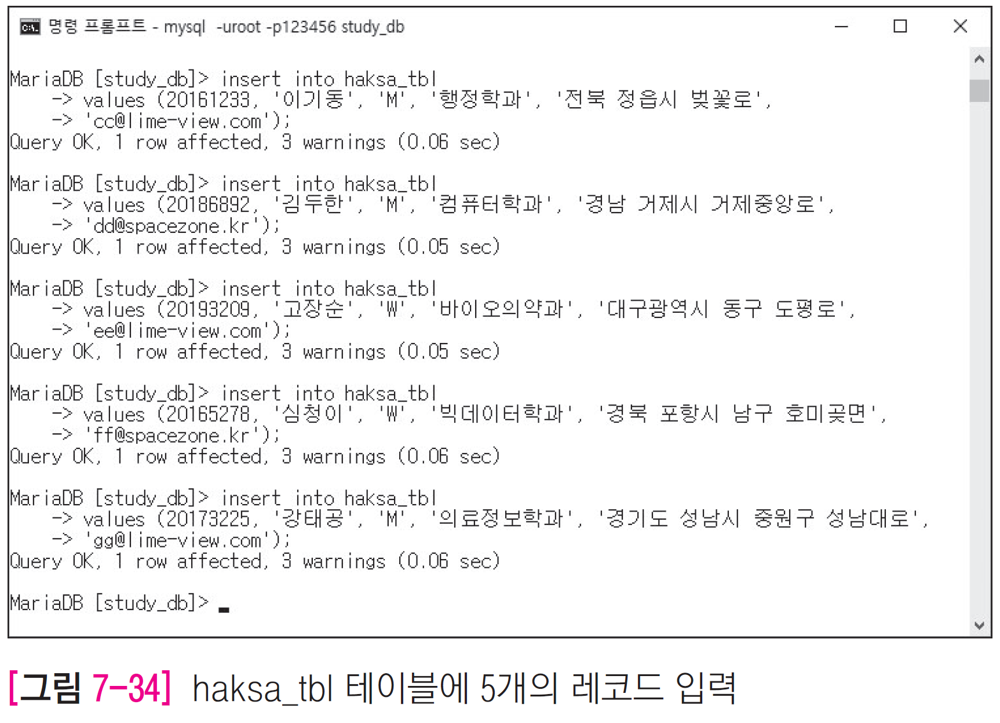 명령 프롬프트 - mysql  -uroot -p123456 study_db
MariaDB [study_db]> insert into haksa_tbl
    -> values (20161233, '이기동', 'M', '행정학과', '전북 정읍시 벚꽃로',
    -> 'cc@lime-view.com');
Query OK, 1 row affected, 3 warnings (0.06 sec)
MariaDB [study_db]> insert into haksa_tbl
    -> values (20186892, '김두한', 'M', '컴퓨터학과', '경남 거제시 거제중앙로',
    -> 'dd@spacezone.kr');
Query OK, 1 row affected, 3 warnings (0.05 sec)
MariaDB [study_db]> insert into haksa_tbl
    -> values (20193209, '고장순', 'W', '바이오의약과', '대구광역시 동구 도평로',
    -> 'ee@lime-view.com');
Query OK, 1 row affected, 3 warnings (0.05 sec)
MariaDB [study_db]> insert into haksa_tbl
    -> values (20165278, '심청이', 'W', '빅데이터학과', '경북 포항시 남구 호미곶면',
    -> 'ff@spacezone.kr');
Query OK, 1 row affected, 3 warnings (0.06 sec)
MariaDB [study_db]> insert into haksa_tbl
    -> values (20173225, '강태공', 'M', '의료정보학과', '경기도 성남시 중원구 성남대로',
    -> 'gg@lime-view.com');
Query OK, 1 row affected, 3 warnings (0.06 sec)
MariaDB [study_db]> _
[그림 7-34] haksa_tbl 테이블에 5개의 레코드 입력